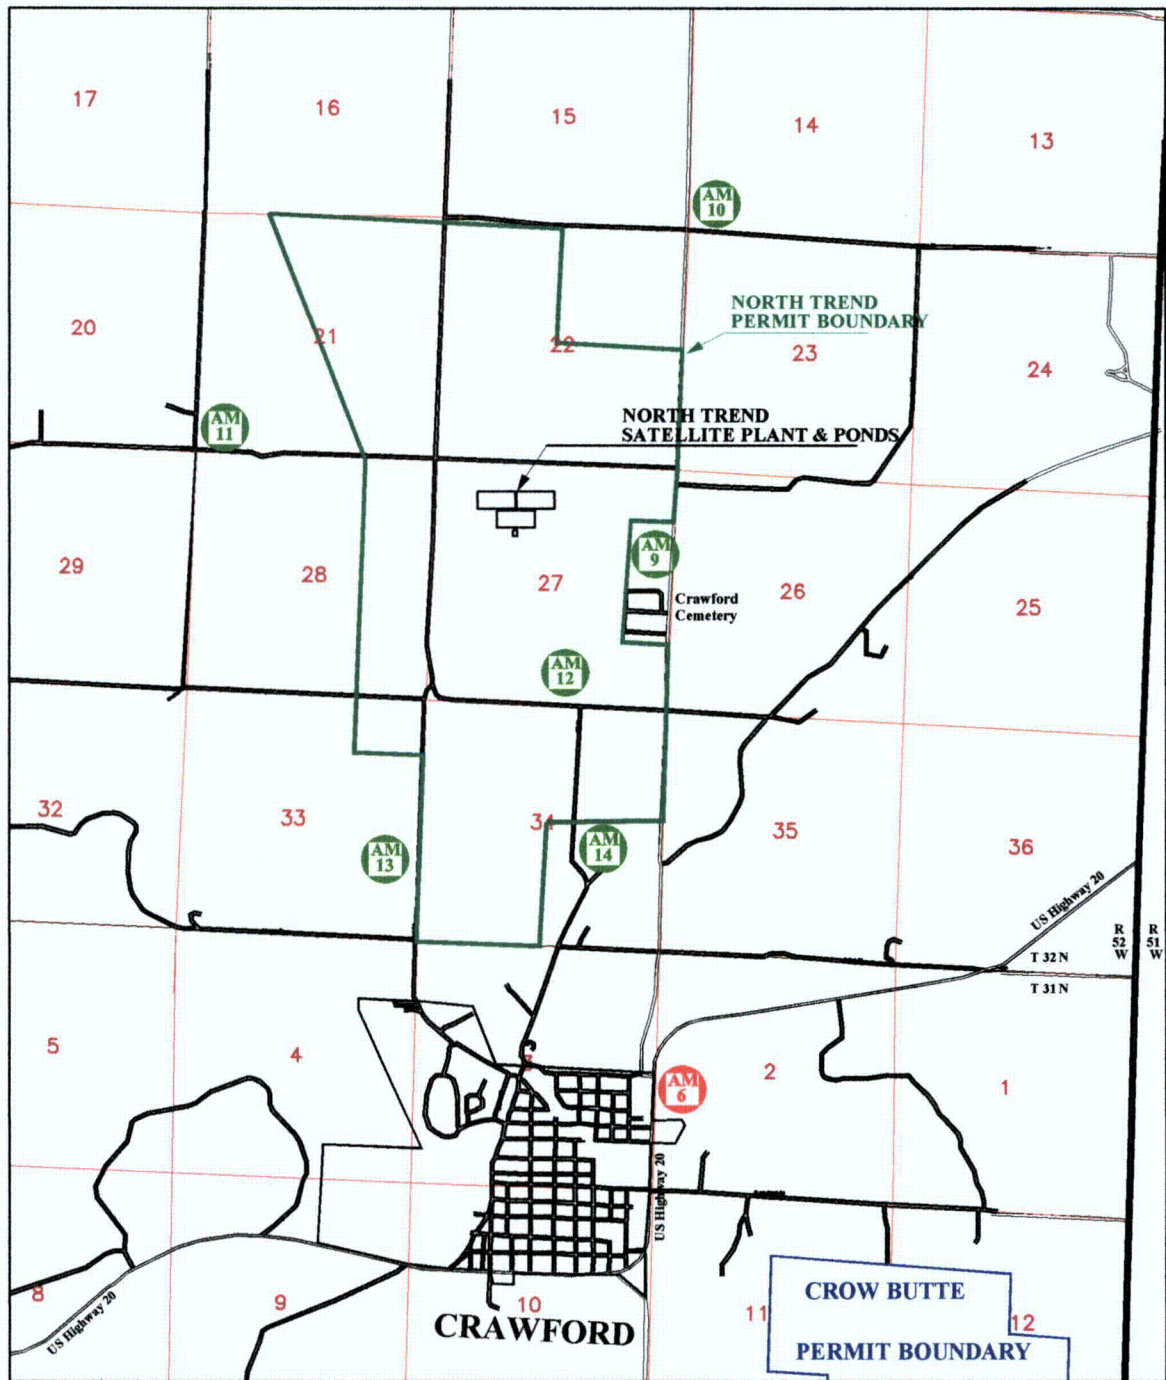 17
16
15
14
13
AM
10
NORTH TREND
PERMIT BOUNDARY
20
21
22
23
24
AM
11
NORTH TREND
SATELLITE PLANT & PONDS
AM
9
29
28
27
26
25
Crawford
Cemetery
AM
12
32
33
31
35
36
AM
13
AM
14
US Highway 20
R
52
W
R
51
W
T 32 N
T 31 N
5
4
3
2
1
AM
6
US Highway 20
8
9
10
11
12
US Highway 20
CRAWFORD
CROW BUTTE
PERMIT BOUNDARY